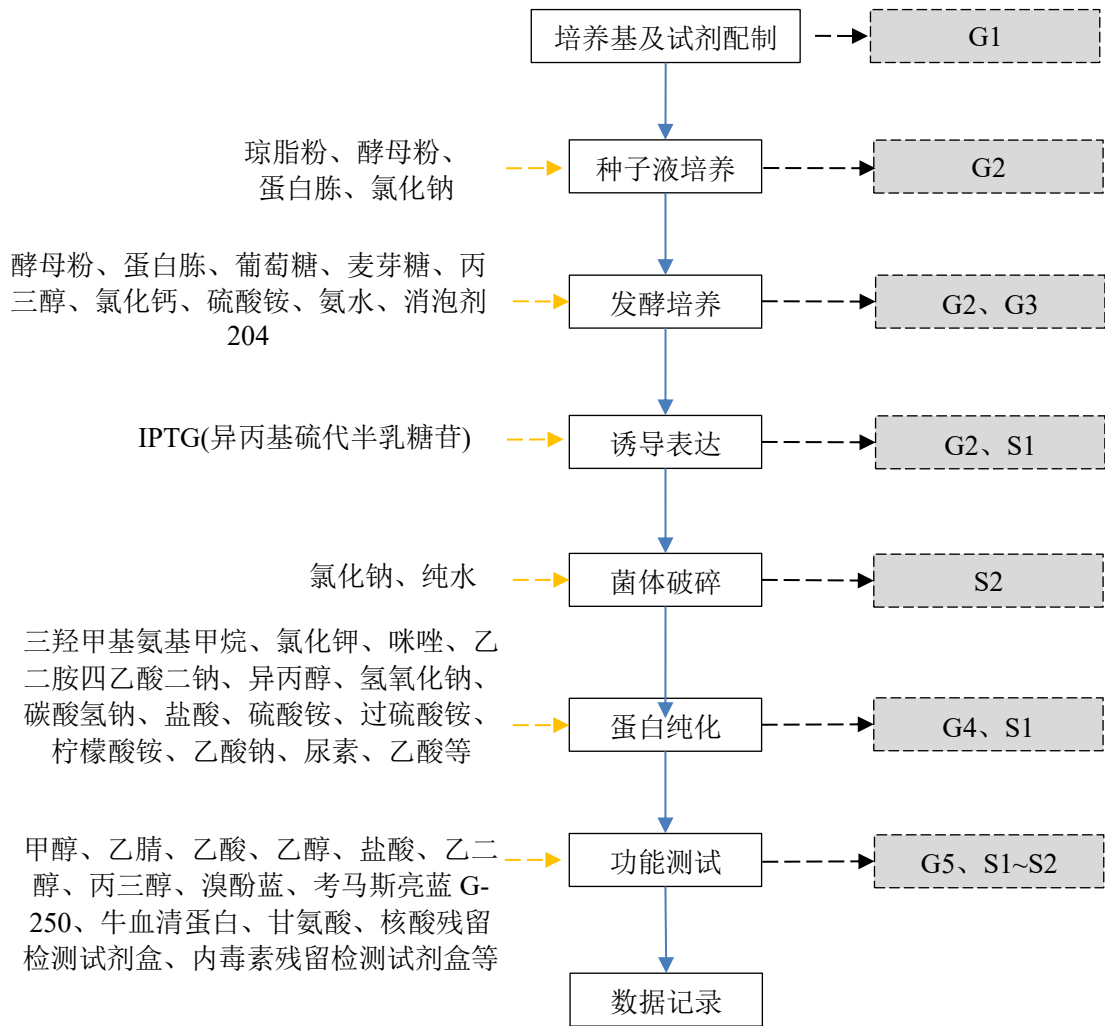 培养基及试剂配制
G1
琼脂粉、酵母粉、
蛋白胨、氯化钠
种子液培养
G2
酵母粉、蛋白胨、葡萄糖、麦芽糖、丙
三醇、氯化钙、硫酸铵、氨水、消泡剂
204
发酵培养
G2、G3
IPTG(异丙基硫代半乳糖苷)
诱导表达
G2、S1
氯化钠、纯水
菌体破碎
S2
三羟甲基氨基甲烷、氯化钾、咪唑、乙
二胺四乙酸二钠、异丙醇、氢氧化钠、
碳酸氢钠、盐酸、硫酸铵、过硫酸铵、
柠檬酸铵、乙酸钠、尿素、乙酸等
蛋白纯化
G4、S1
甲醇、乙腈、乙酸、乙醇、盐酸、乙二
醇、丙三醇、溴酚蓝、考马斯亮蓝 G-
250、牛血清蛋白、甘氨酸、核酸残留
检测试剂盒、内毒素残留检测试剂盒等
功能测试
G5、S1~S2
数据记录